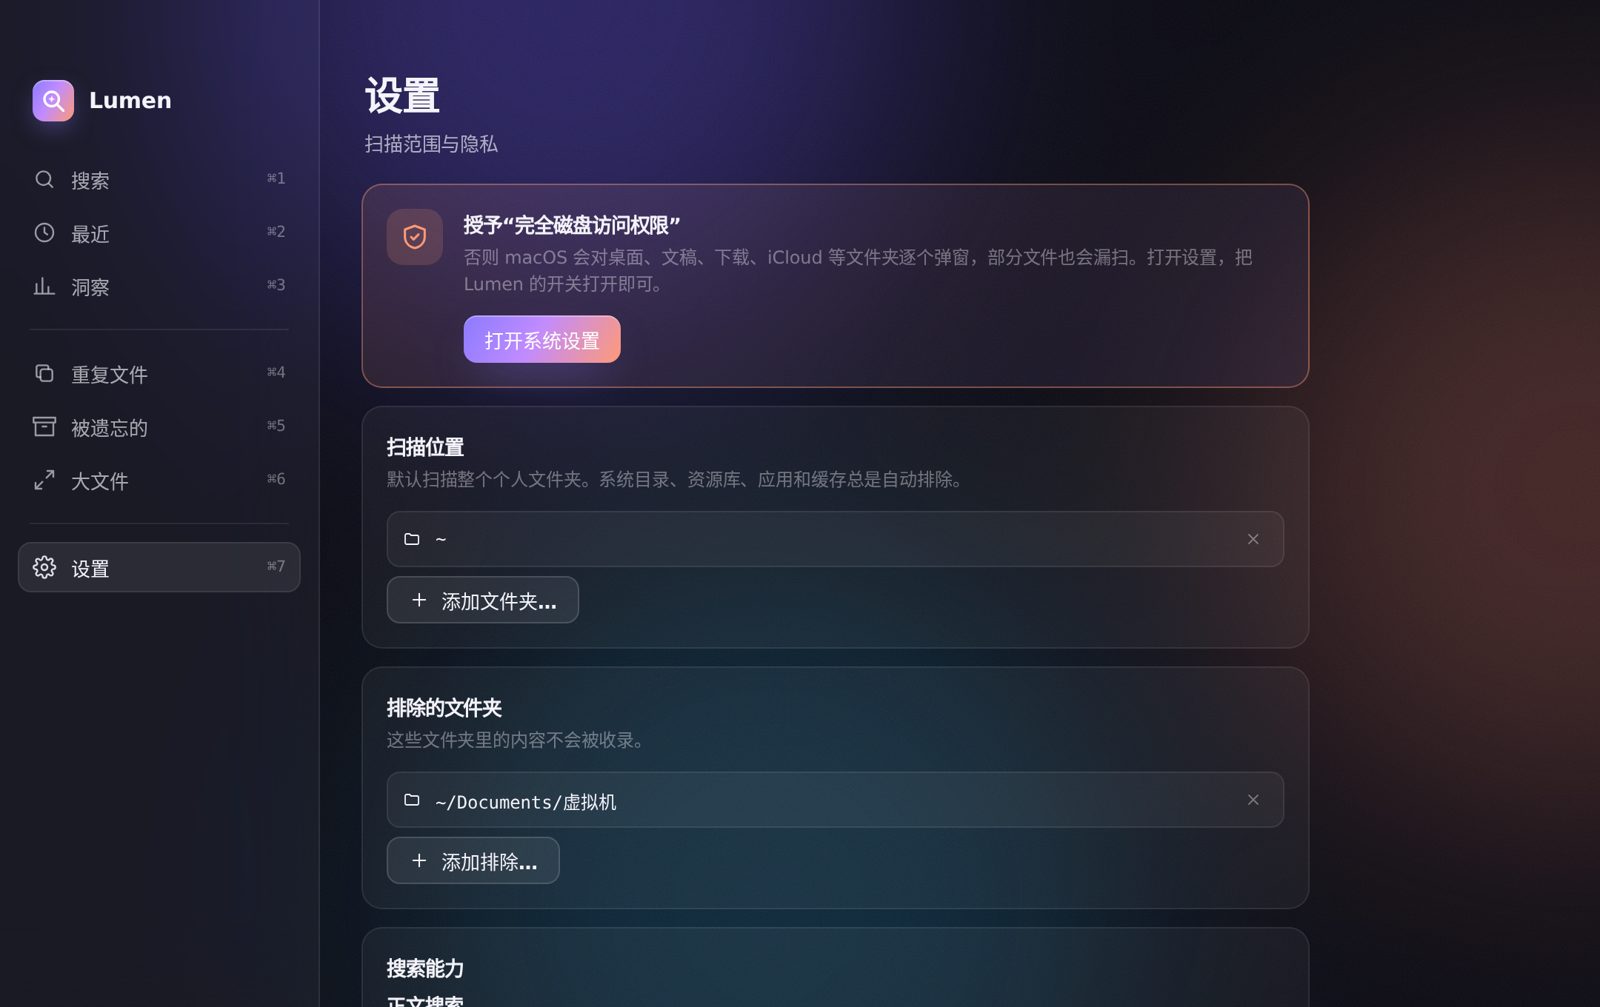 Lumen
搜索 ⌘1
最近 ⌘2
洞察 ⌘3
重复文件 ⌘4
被遗忘的 ⌘5
大文件 ⌘6
设置 ⌘7
设置
扫描范围与隐私
授予“完全磁盘访问权限”
否则 macOS 会对桌面、文稿、下载、iCloud 等文件夹逐个弹窗，部分文件也会漏扫。打开设置，把
Lumen 的开关打开即可。
打开系统设置
扫描位置
默认扫描整个个人文件夹。系统目录、资源库、应用和缓存总是自动排除。
~
添加文件夹…
排除的文件夹
这些文件夹里的内容不会被收录。
~/Documents/虚拟机
添加排除…
搜索能力
正文搜索